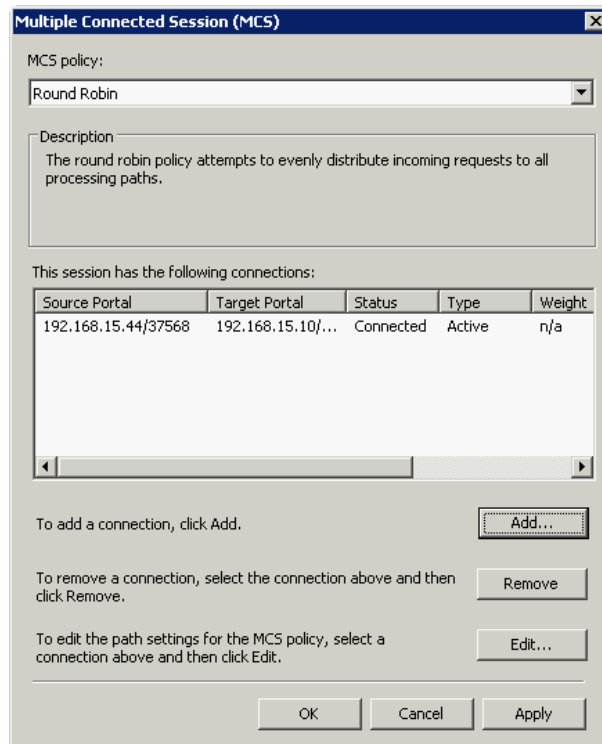 Multiple Connected Session (MCS)
MCS policy:
Round Robin
Description
The round robin policy attempts to evenly distribute incoming requests to all
processing paths.
This session has the following connections:
Source Portal Target Portal Status Type Weight
192.168.15.44/37568 192.168.15.10/... Connected Active n/a
To add a connection, click Add.
Add...
To remove a connection, select the connection above and then
click Remove.
Remove
To edit the path settings for the MCS policy, select a
connection above and then click Edit.
Edit...
OK Cancel Apply